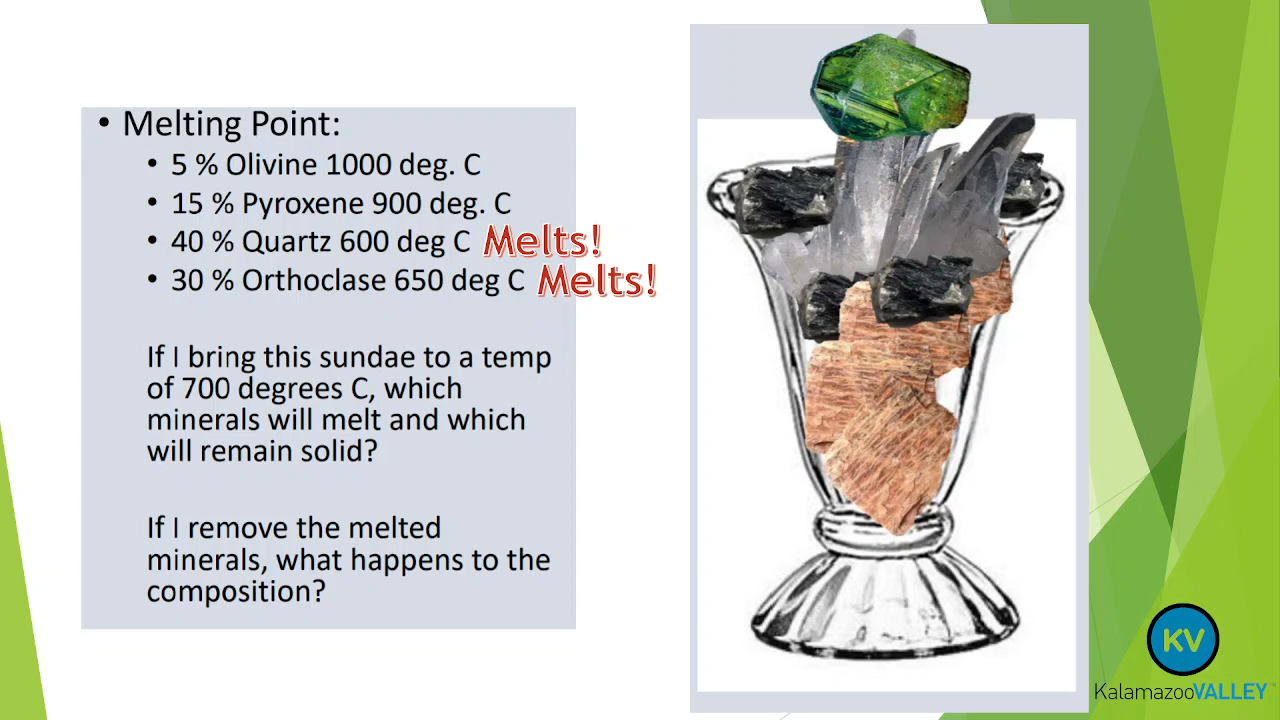 • Melting Point:
• 5 % Olivine 1000 deg. C
• 15 % Pyroxene 900 deg. C
• 40 % Quartz 600 deg C Melts!
• 30 % Orthoclase 650 deg C Melts!
If I bring this sundae to a temp
of 700 degrees C, which
minerals will melt and which
will remain solid?
If I remove the melted
minerals, what happens to the
composition?
KV
KalamazooVALLEY